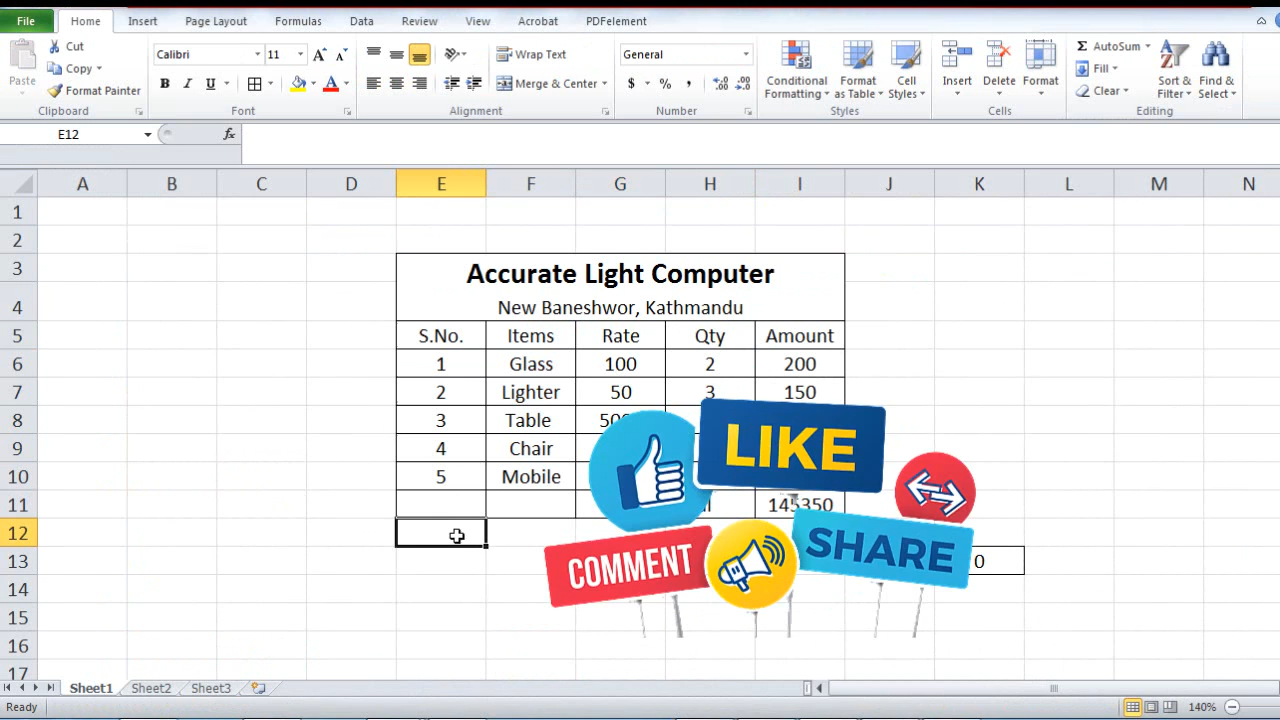 File Home Insert Page Layout Formulas Data Review View Acrobat PDFelement
Cut
Copy
Format Painter
Paste
Clipboard
Calibri 11
B I U
Font
Wrap Text
Merge & Center
Alignment
General
$ % ,
Number
Conditional Formatting
Format as Table
Cell Styles
Styles
Insert Delete Format
Cells
AutoSum
Fill
Clear
Sort & Filter
Find & Select
Editing
E12 fx
A B C D E F G H I J K L M N
1
2
3 Accurate Light Computer
4 New Baneshwor, Kathmandu
5 S.No. Items Rate Qty Amount
6 1 Glass 100 2 200
7 2 Lighter 50 3 150
8 3 Table
9 4 Chair
10 5 Mobile
11 145350
12
13 0
14
15
16
17
LIKE
COMMENT
SHARE
Sheet1 Sheet2 Sheet3
Ready 140%